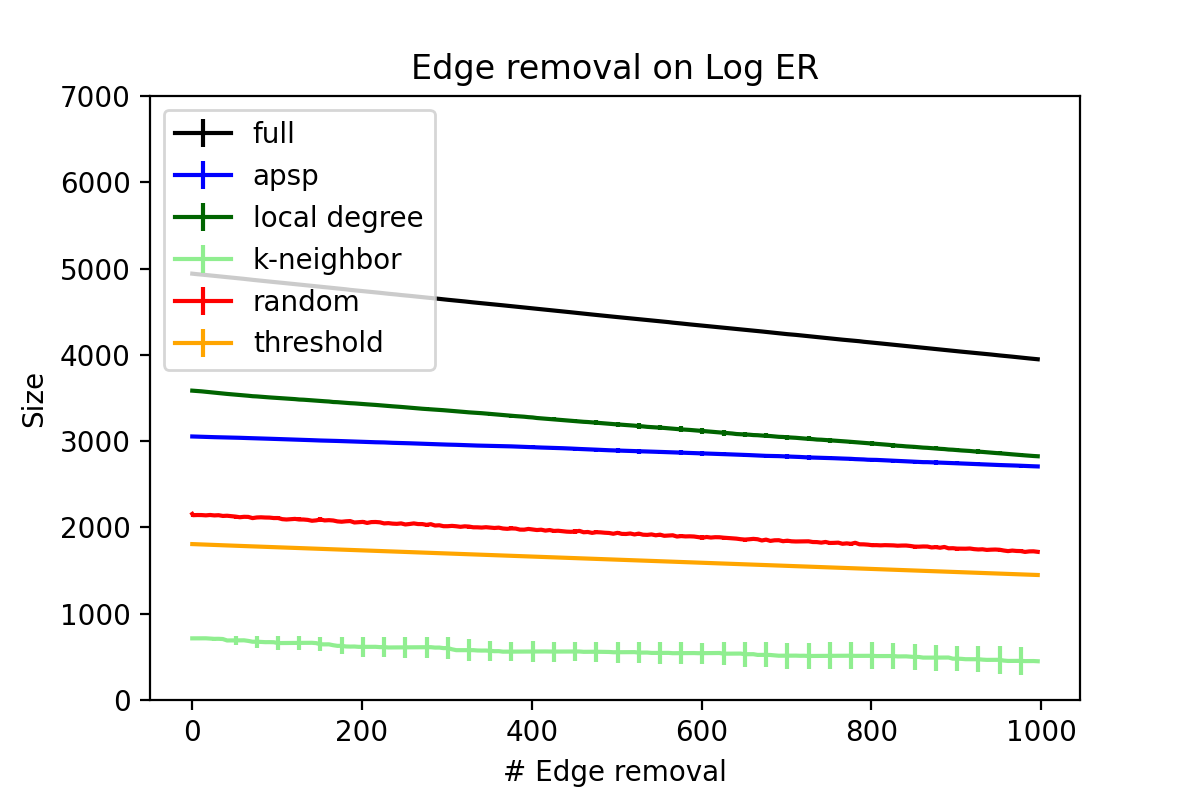 Edge removal on Log ER
7000
6000
5000
4000
3000
2000
1000
0
Size
full
apsp
local degree
k-neighbor
random
threshold
0 200 400 600 800 1000
# Edge removal